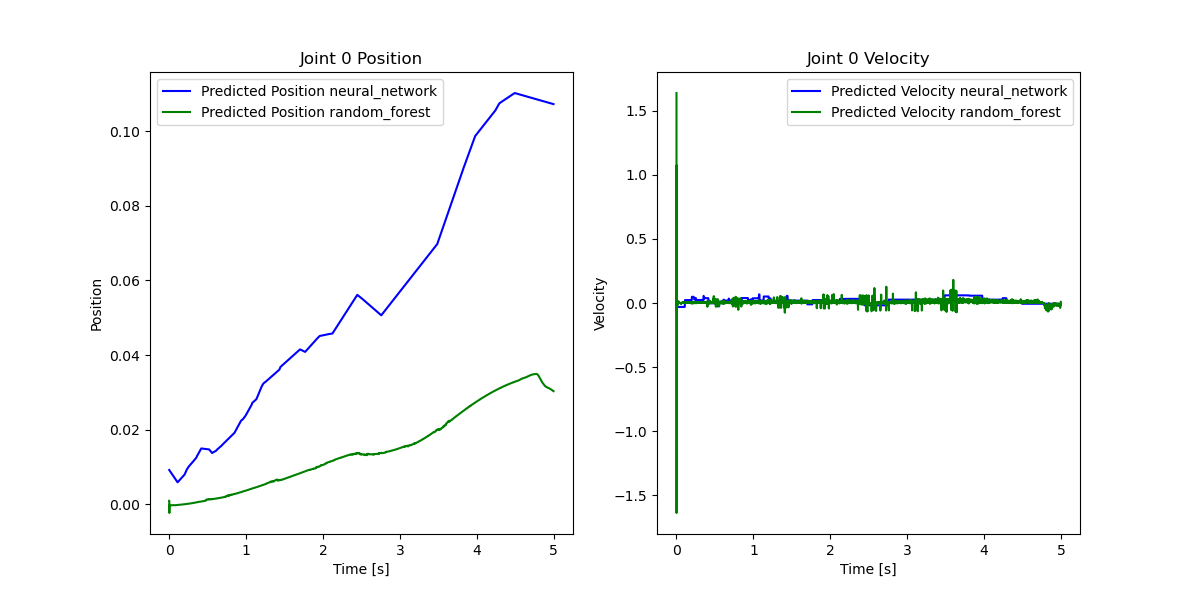 Joint 0 Position
Predicted Position neural_network
Predicted Position random_forest
0.10
0.08
0.06
0.04
0.02
0.00
Position
0
1
2
3
4
5
Time [s]
Joint 0 Velocity
Predicted Velocity neural_network
Predicted Velocity random_forest
1.5
1.0
0.5
0.0
−0.5
−1.0
−1.5
Velocity
0
1
2
3
4
5
Time [s]